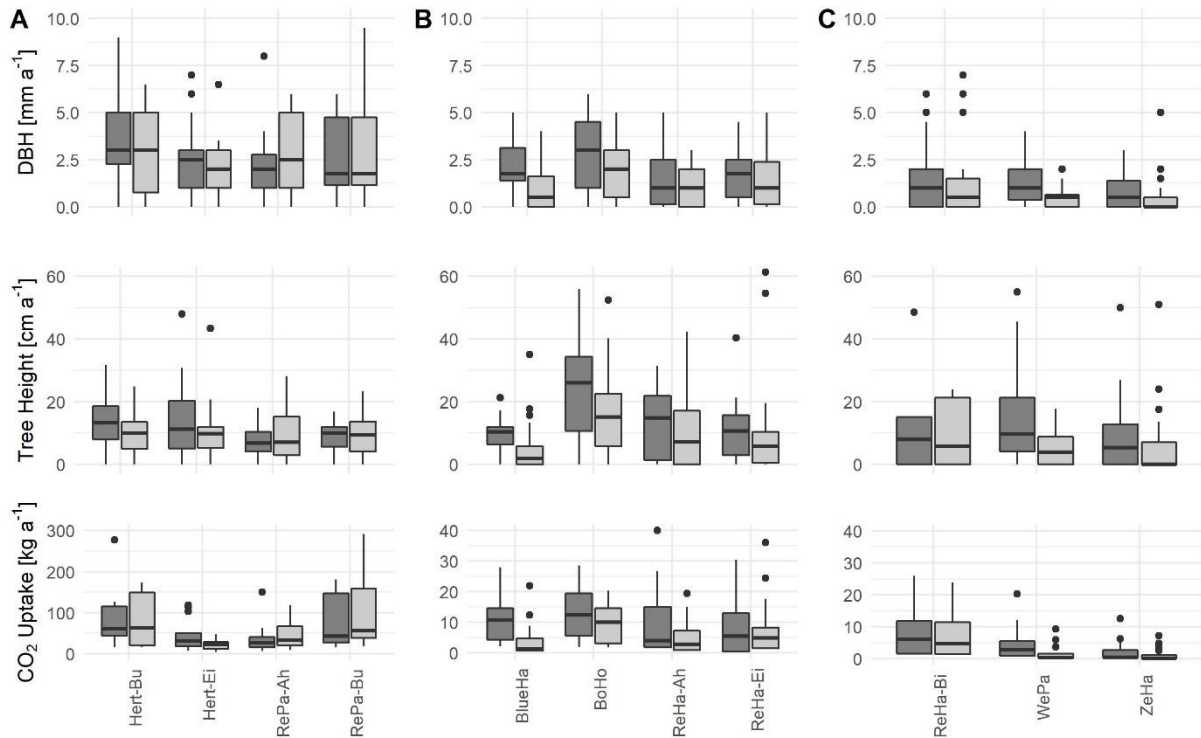 A B C
DBH [mm a⁻¹]
10.0 10.0 10.0
7.5 7.5 7.5
5.0 5.0 5.0
2.5 2.5 2.5
0.0 0.0 0.0
Tree Height [cm a⁻¹]
60 60 60
40 40 40
20 20 20
0 0 0
CO₂ Uptake [kg a⁻¹]
300 40 40
200 30 30
100 20 20
0 10 10
0 0
Hert-Bu Hert-Ei RePa-Ah RePa-Bu BlueHa BoHo ReHa-Ah ReHa-Ei ReHa-Bi WePa ZeHa